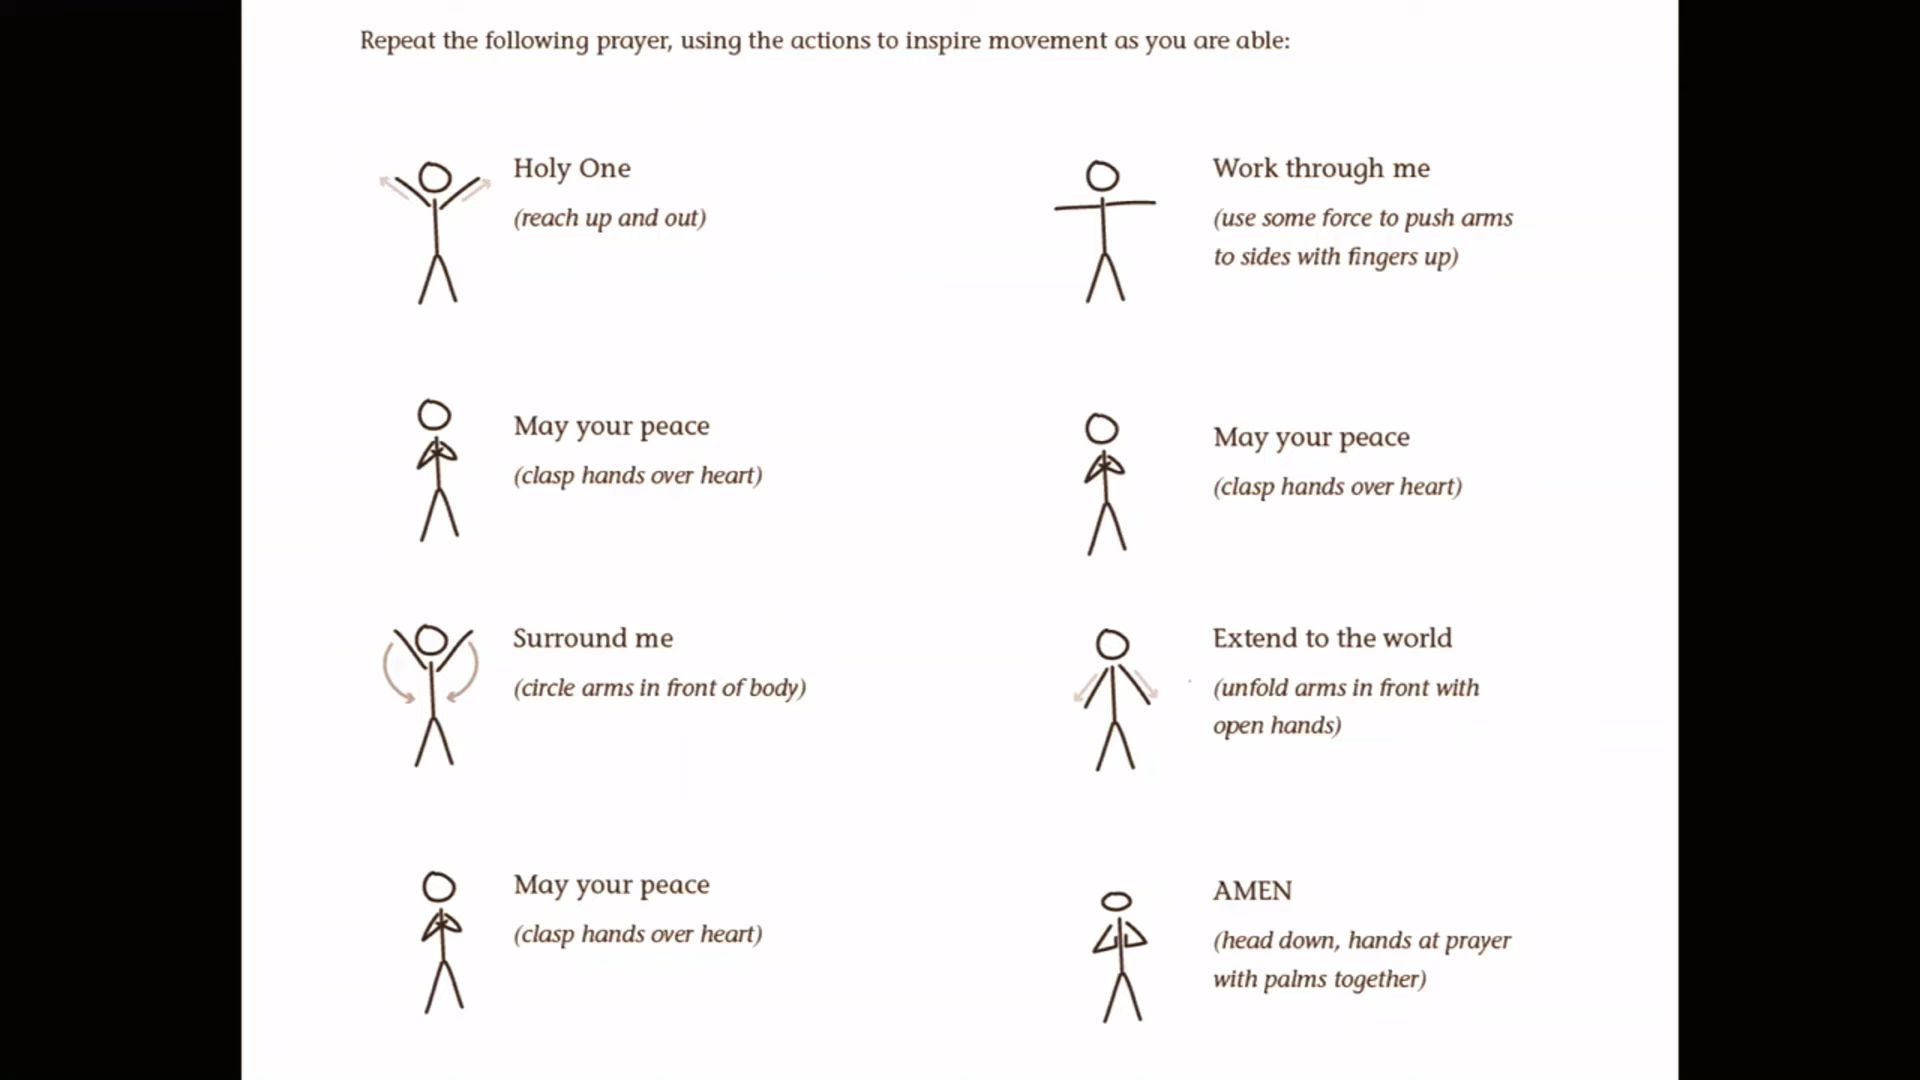 Repeat the following prayer, using the actions to inspire movement as you are able:
Holy One
(reach up and out)
May your peace
(clasp hands over heart)
Surround me
(circle arms in front of body)
May your peace
(clasp hands over heart)
Work through me
(use some force to push arms
to sides with fingers up)
May your peace
(clasp hands over heart)
Extend to the world
(unfold arms in front with
open hands)
AMEN
(head down, hands at prayer
with palms together)